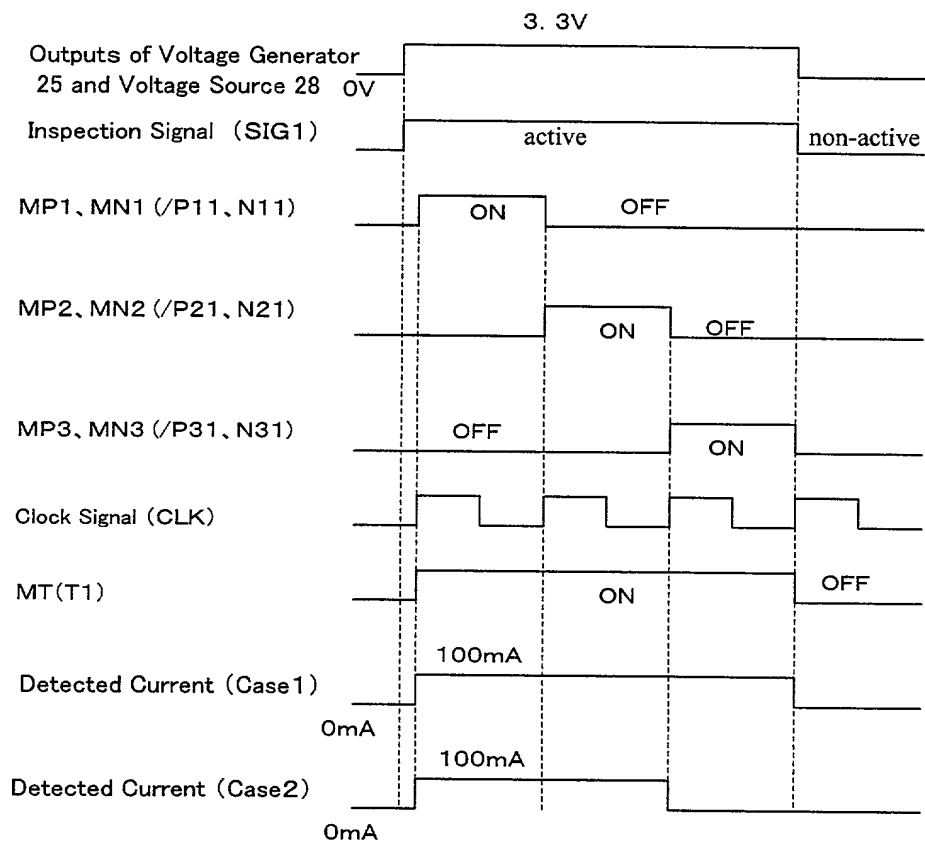 3. 3V
Outputs of Voltage Generator
25 and Voltage Source 28
0V
Inspection Signal (SIG1)
active
non-active
MP1、MN1 (/P11、N11)
ON
OFF
MP2、MN2 (/P21、N21)
ON
OFF
MP3、MN3 (/P31、N31)
OFF
ON
Clock Signal (CLK)
MT(T1)
ON
OFF
100mA
Detected Current (Case1)
0mA
100mA
Detected Current (Case2)
0mA